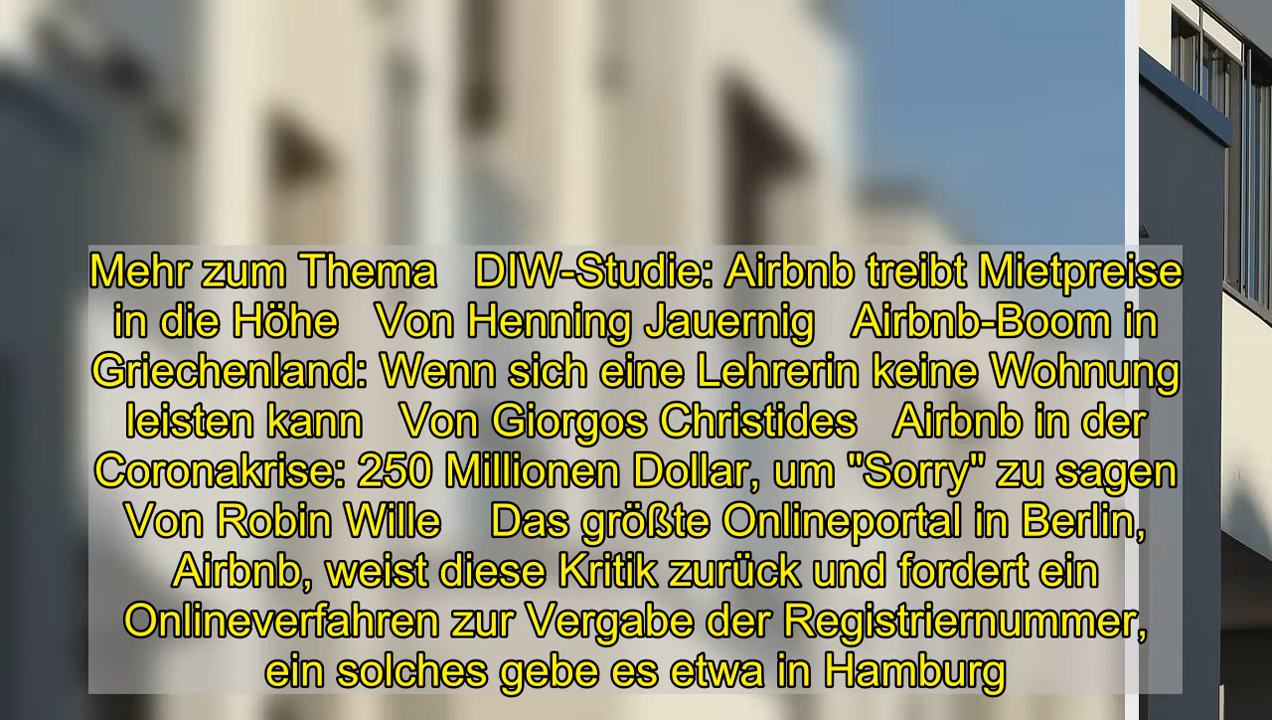 Mehr zum Thema   DIW-Studie: Airbnb treibt Mietpreise
in die Höhe   Von Henning Jauernig   Airbnb-Boom in
Griechenland: Wenn sich eine Lehrerin keine Wohnung
leisten kann   Von Giorgos Christides   Airbnb in der
Coronakrise: 250 Millionen Dollar, um "Sorry" zu sagen
Von Robin Wille    Das größte Onlineportal in Berlin,
Airbnb, weist diese Kritik zurück und fordert ein
Onlineverfahren zur Vergabe der Registriernummer,
ein solches gebe es etwa in Hamburg